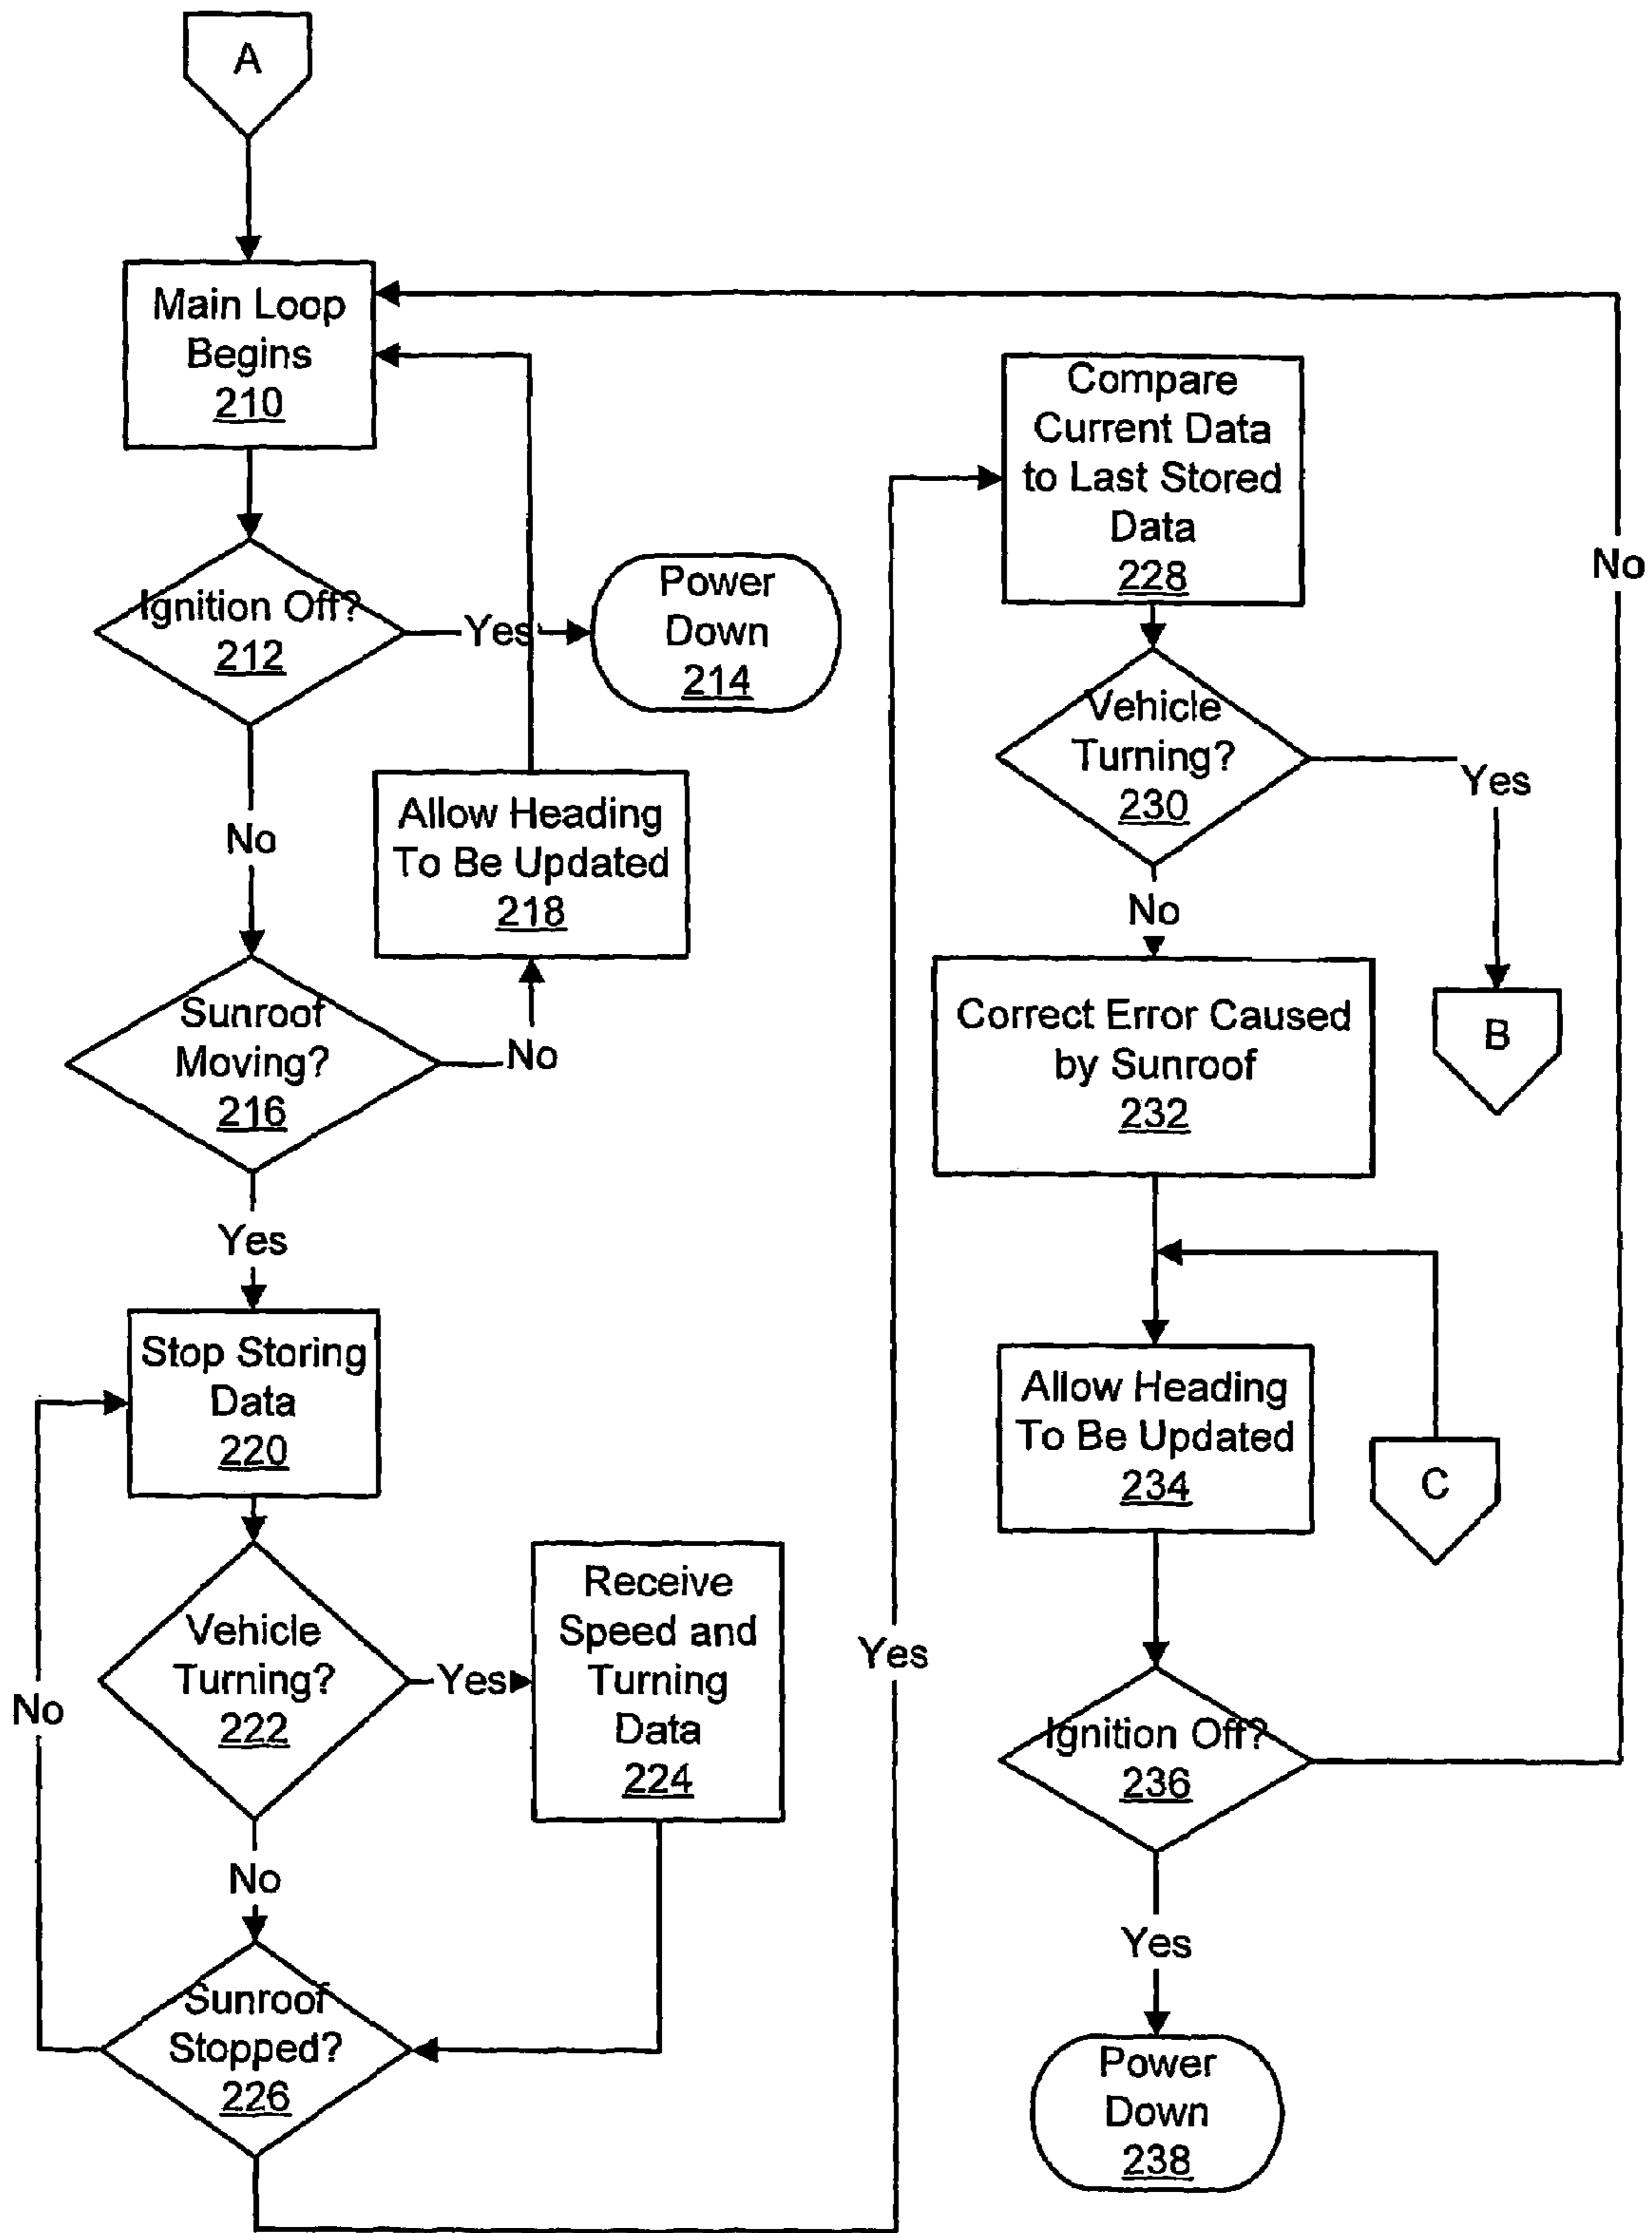 A
Main Loop
Begins
210
Ignition Off?
212
Yes
Power
Down
214
No
Allow Heading
To Be Updated
218
Sunroof
Moving?
216
No
Yes
Stop Storing
Data
220
Vehicle
Turning?
222
Yes
Receive
Speed and
Turning
Data
224
No
No
Sunroof
Stopped?
226
Yes
Compare
Current Data
to Last Stored
Data
228
Vehicle
Turning?
230
Yes
B
No
Correct Error Caused
by Sunroof
232
Allow Heading
To Be Updated
234
C
Ignition Off?
236
No
Yes
Power
Down
238